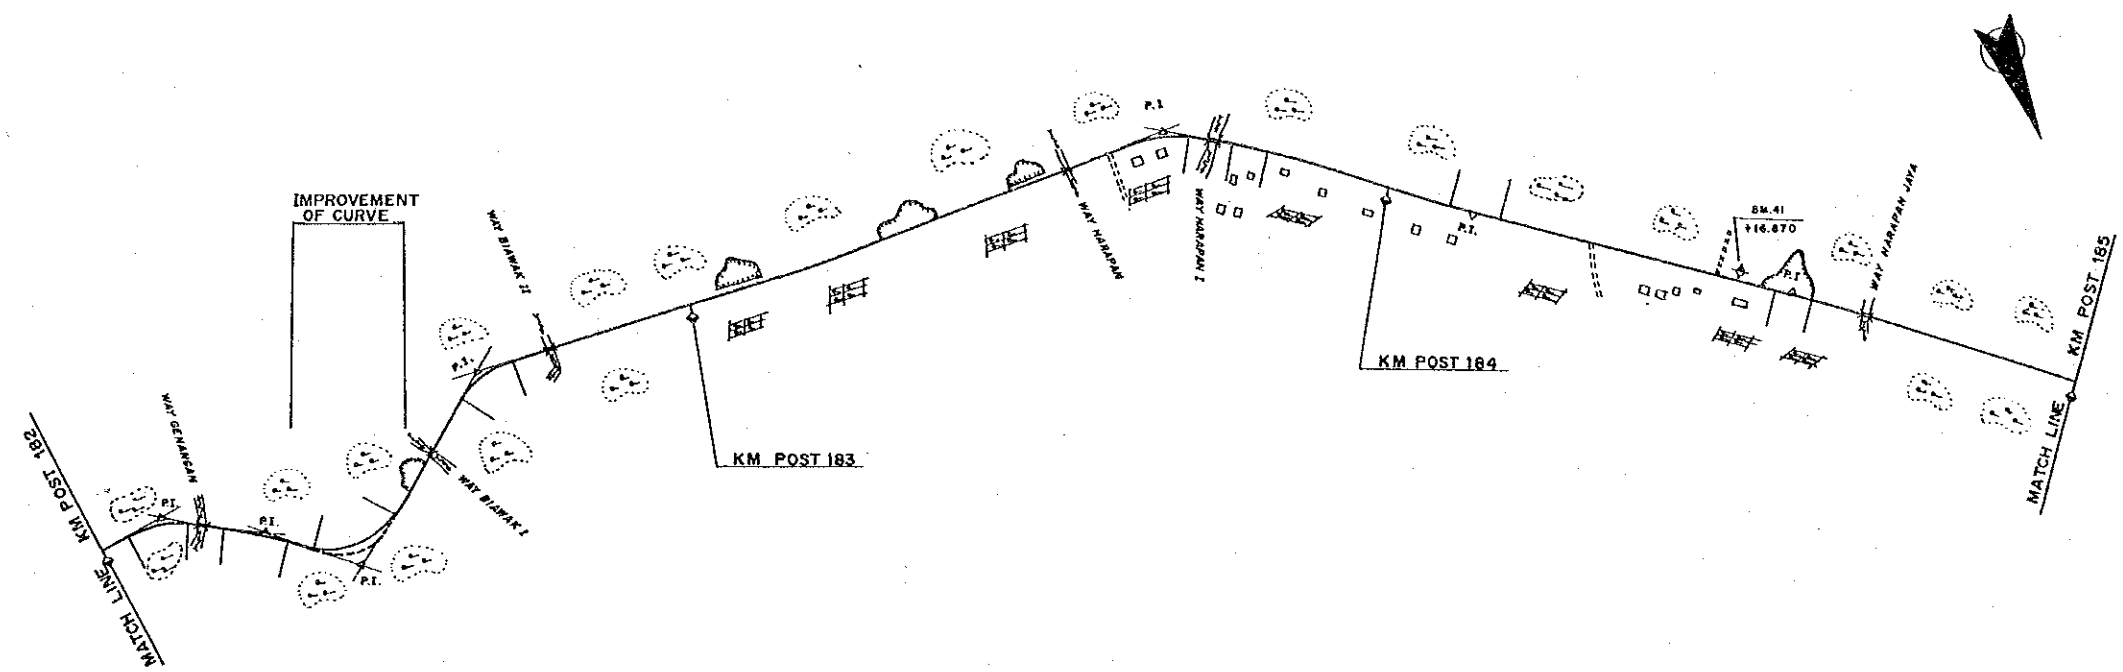 IMPROVEMENT
OF CURVE
KM POST 182
MATCH LINE
P.I.
WAY GENANGAN
P.I.
P.I.
WAY BIAWAK I
P.I.
WAY BIAWAK II
KM POST 183
WAY HARAPAN
P.I
WAY HARAPAN I
KM POST 184
P.I.
BM.41
+16.670
P.I
WAY HARAPAN JAYA
KM POST 185
MATCH LINE